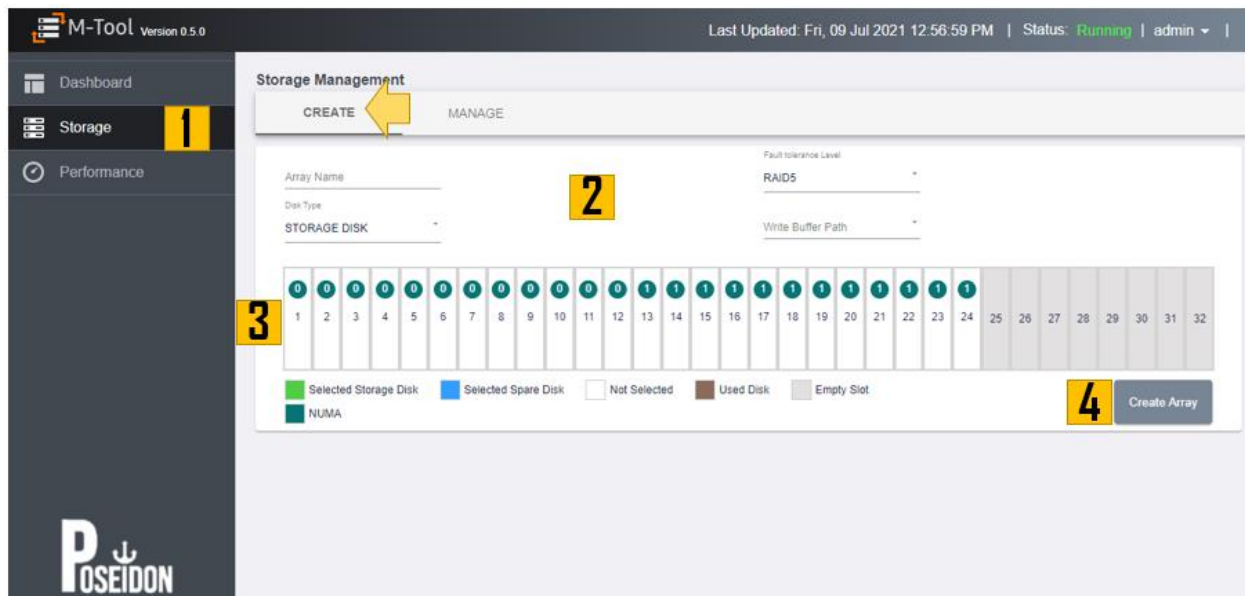 M-Tool Version 0.5.0
Last Updated: Fri, 09 Jul 2021 12:56:59 PM | Status: Running | admin |
Dashboard
Storage
1
Performance
Storage Management
CREATE
MANAGE
Array Name
Fault tolerance Level
RAID5
2
Disk Type
STORAGE DISK
Write Buffer Path
3
0 0 0 0 0 0 0 0 0 0 0 0 1 1 1 1 1 1 1 1 1 1 1 1
1 2 3 4 5 6 7 8 9 10 11 12 13 14 15 16 17 18 19 20 21 22 23 24 25 26 27 28 29 30 31 32
Selected Storage Disk Selected Spare Disk Not Selected Used Disk Empty Slot
NUMA
4
Create Array
POSEIDON